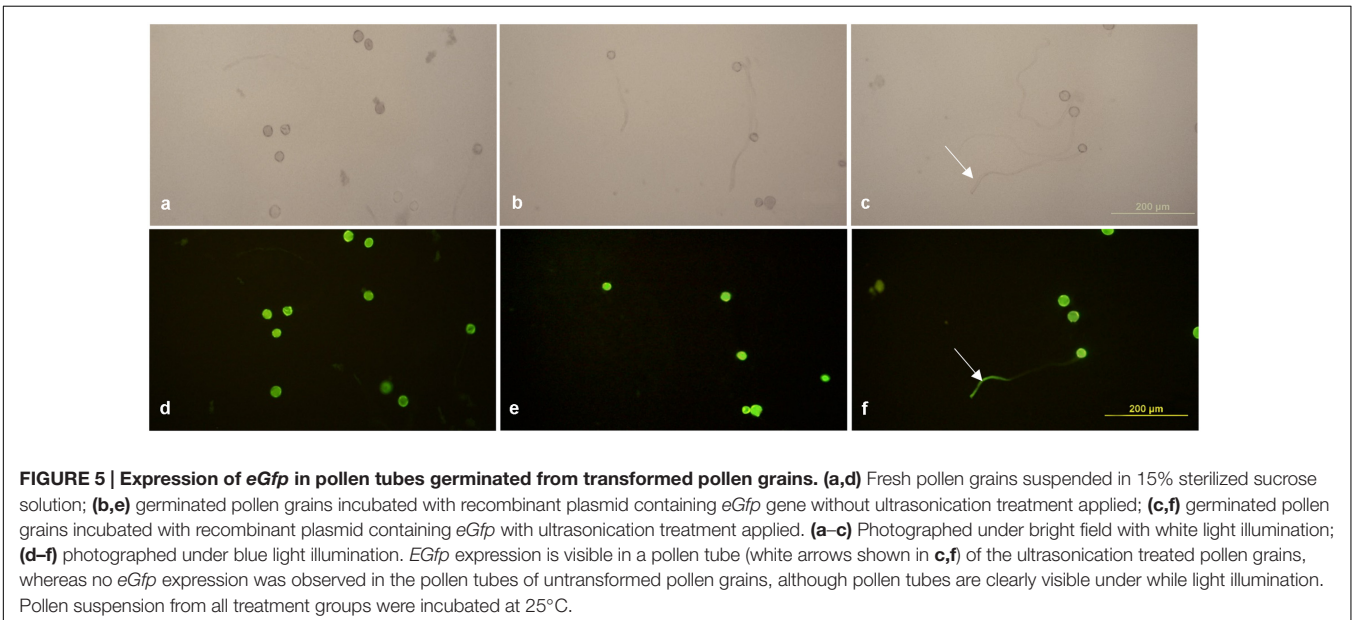 a
b
c
200 µm
d
e
f
200 µm
FIGURE 5 | Expression of eGfp in pollen tubes germinated from transformed pollen grains. (a,d) Fresh pollen grains suspended in 15% sterilized sucrose
solution; (b,e) germinated pollen grains incubated with recombinant plasmid containing eGfp gene without ultrasonication treatment applied; (c,f) germinated pollen
grains incubated with recombinant plasmid containing eGfp with ultrasonication treatment applied. (a–c) Photographed under bright field with white light illumination;
(d–f) photographed under blue light illumination. EGfp expression is visible in a pollen tube (white arrows shown in c,f) of the ultrasonication treated pollen grains,
whereas no eGfp expression was observed in the pollen tubes of untransformed pollen grains, although pollen tubes are clearly visible under while light illumination.
Pollen suspension from all treatment groups were incubated at 25°C.